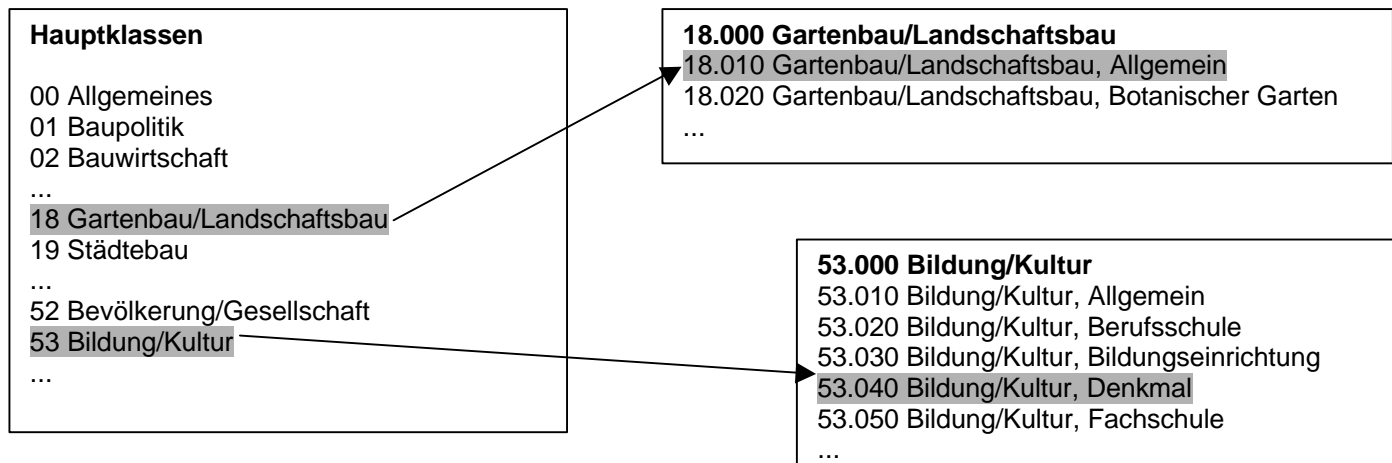 Hauptklassen
00 Allgemeines
01 Baupolitik
02 Bauwirtschaft
...
18 Gartenbau/Landschaftsbau
19 Städtebau
...
52 Bevölkerung/Gesellschaft
53 Bildung/Kultur
...
18.000 Gartenbau/Landschaftsbau
18.010 Gartenbau/Landschaftsbau, Allgemein
18.020 Gartenbau/Landschaftsbau, Botanischer Garten
...
53.000 Bildung/Kultur
53.010 Bildung/Kultur, Allgemein
53.020 Bildung/Kultur, Berufsschule
53.030 Bildung/Kultur, Bildungseinrichtung
53.040 Bildung/Kultur, Denkmal
53.050 Bildung/Kultur, Fachschule
...